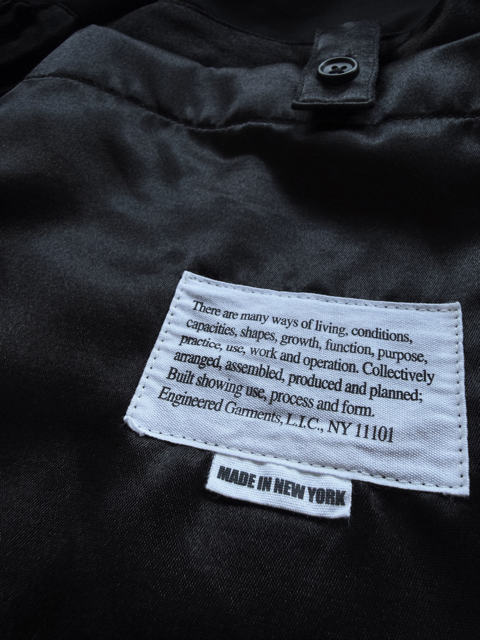 There are many ways of living, conditions,
capacities, shapes, growth, function, purpose,
practice, use, work and operation. Collectively
arranged, assembled, produced and planned;
Built showing use, process and form.
Engineered Garments, L.I.C., NY 11101
MADE IN NEW YORK